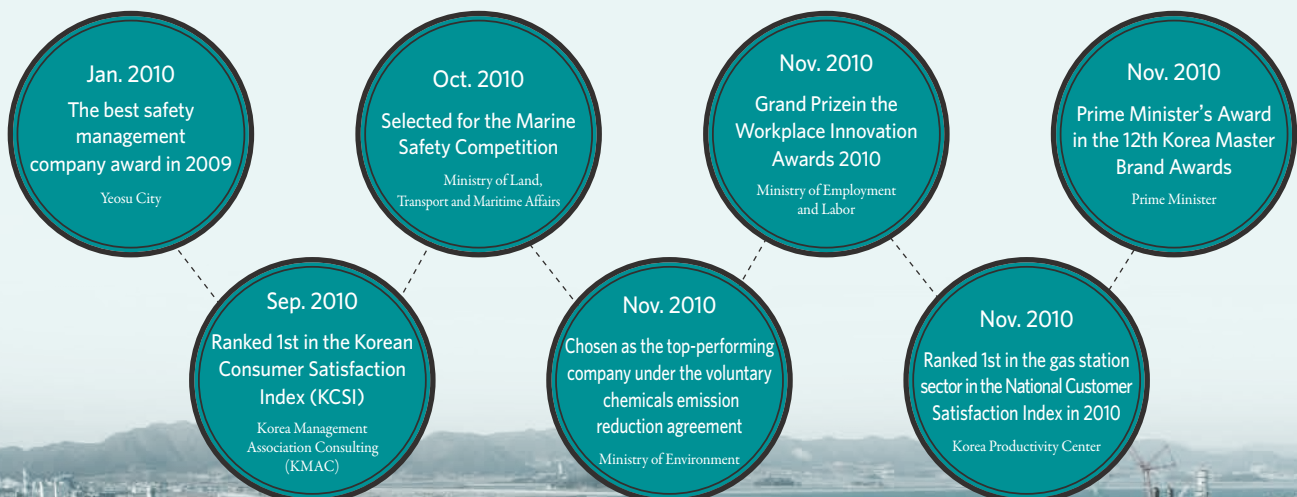 Jan. 2010
The best safety
management
company award in 2009
Yeosu City
Sep. 2010
Ranked 1st in the Korean
Consumer Satisfaction
Index (KCSI)
Korea Management
Association Consulting
(KMAC)
Oct. 2010
Selected for the Marine
Safety Competition
Ministry of Land,
Transport and Maritime Affairs
Nov. 2010
Chosen as the top-performing
company under the voluntary
chemicals emission
reduction agreement
Ministry of Environment
Nov. 2010
Grand Prizein the
Workplace Innovation
Awards 2010
Ministry of Employment
and Labor
Nov. 2010
Ranked 1st in the gas station
sector in the National Customer
Satisfaction Index in 2010
Korea Productivity Center
Nov. 2010
Prime Minister’s Award
in the 12th Korea Master
Brand Awards
Prime Minister